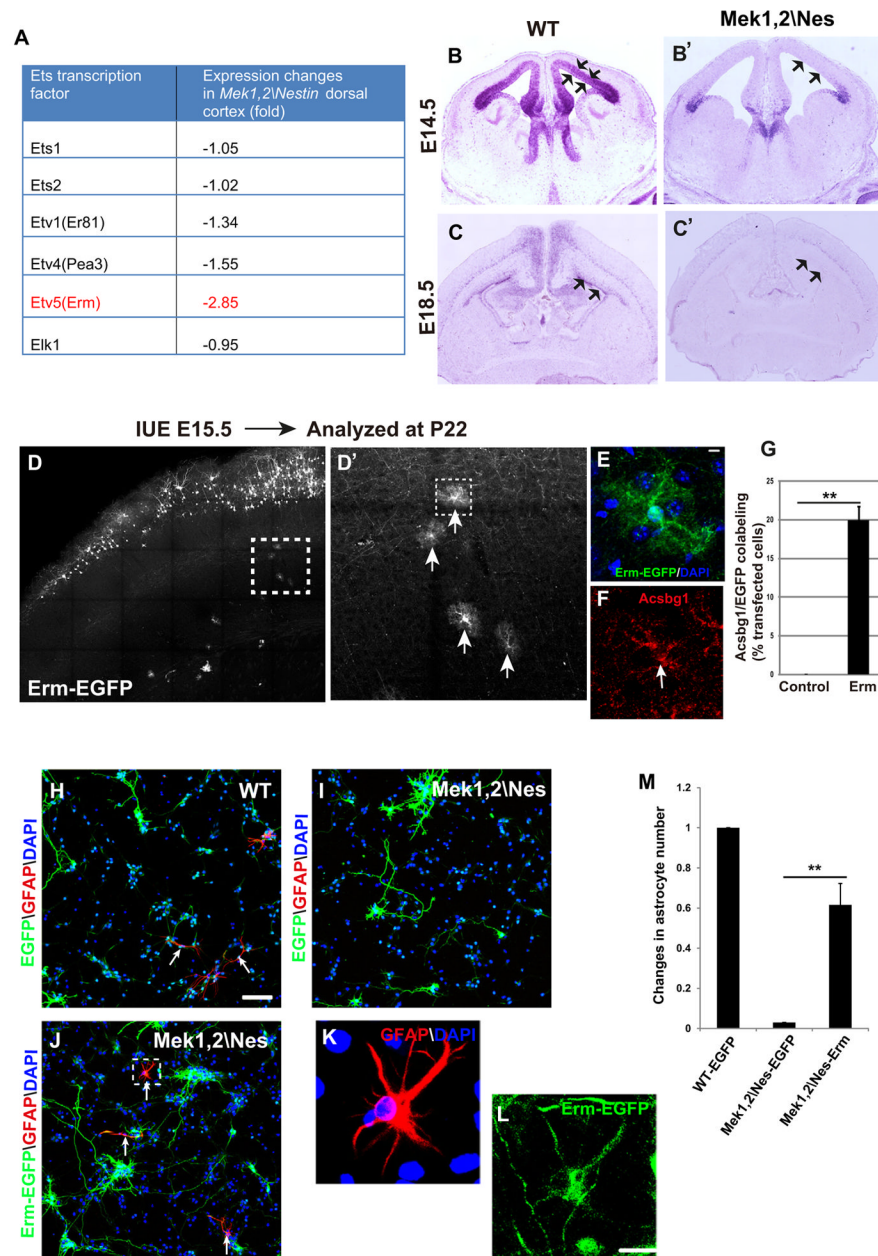 A
Ets transcription factor
Expression changes in Mek1,2\Nestin dorsal cortex (fold)
Ets1 -1.05
Ets2 -1.02
Etv1(Er81) -1.34
Etv4(Pea3) -1.55
Etv5(Erm) -2.85
Elk1 -0.95
WT
Mek1,2\Nes
E14.5
B
B'
E18.5
C
C'
IUE E15.5 → Analyzed at P22
D
Erm-EGFP
D'
E
Erm-EGFP/DAPI
F
Acsbg1
G
Acsbg1/EGFP colabeling
(% transfected cells)
25
20
15
10
5
0
**
Control Erm
EGFP\GFAP\DAPI
H
WT
EGFP\GFAP\DAPI
I
Mek1,2\Nes
Erm-EGFP\GFAP\DAPI
J
Mek1,2\Nes
K
GFAP\DAPI
L
Erm-EGFP
M
Changes in astrocyte number
1.2
1
0.8
0.6
0.4
0.2
0
**
WT-EGFP
Mek1,2\Nes-EGFP
Mek1,2\Nes-Erm